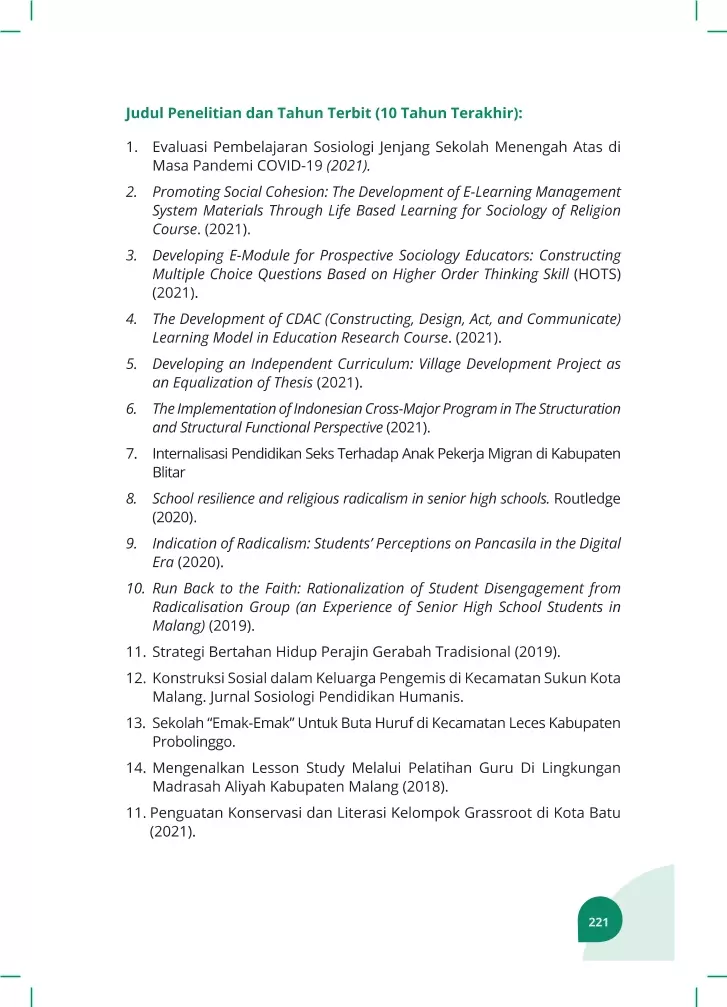 Judul Penelitian dan Tahun Terbit (10 Tahun Terakhir):
1. Evaluasi Pembelajaran Sosiologi Jenjang Sekolah Menengah Atas di
Masa Pandemi COVID-19 (2021).
2. Promoting Social Cohesion: The Development of E-Learning Management
System Materials Through Life Based Learning for Sociology of Religion
Course. (2021).
3. Developing E-Module for Prospective Sociology Educators: Constructing
Multiple Choice Questions Based on Higher Order Thinking Skill (HOTS)
(2021).
4. The Development of CDAC (Constructing, Design, Act, and Communicate)
Learning Model in Education Research Course. (2021).
5. Developing an Independent Curriculum: Village Development Project as
an Equalization of Thesis (2021).
6. The Implementation of Indonesian Cross-Major Program in The Structuration
and Structural Functional Perspective (2021).
7. Internalisasi Pendidikan Seks Terhadap Anak Pekerja Migran di Kabupaten
Blitar
8. School resilience and religious radicalism in senior high schools. Routledge
(2020).
9. Indication of Radicalism: Students’ Perceptions on Pancasila in the Digital
Era (2020).
10. Run Back to the Faith: Rationalization of Student Disengagement from
Radicalisation Group (an Experience of Senior High School Students in
Malang) (2019).
11. Strategi Bertahan Hidup Perajin Gerabah Tradisional (2019).
12. Konstruksi Sosial dalam Keluarga Pengemis di Kecamatan Sukun Kota
Malang. Jurnal Sosiologi Pendidikan Humanis.
13. Sekolah “Emak-Emak” Untuk Buta Huruf di Kecamatan Leces Kabupaten
Probolinggo.
14. Mengenalkan Lesson Study Melalui Pelatihan Guru Di Lingkungan
Madrasah Aliyah Kabupaten Malang (2018).
11. Penguatan Konservasi dan Literasi Kelompok Grassroot di Kota Batu
(2021).
221